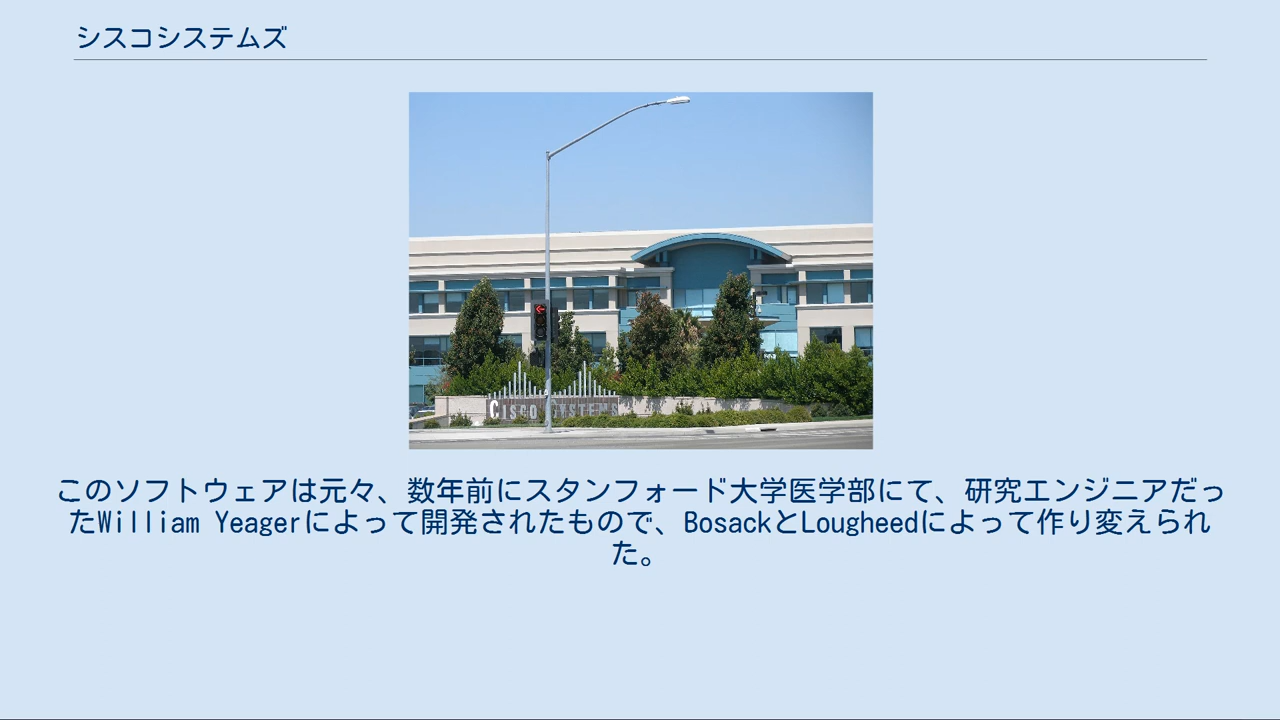 シスコシステムズ
CISCO SYSTEMS
このソフトウェアは元々、数年前にスタンフォード大学医学部にて、研究エンジニアだっ
たWilliam Yeagerによって開発されたもので、BosackとLougheedによって作り変えられ
た。